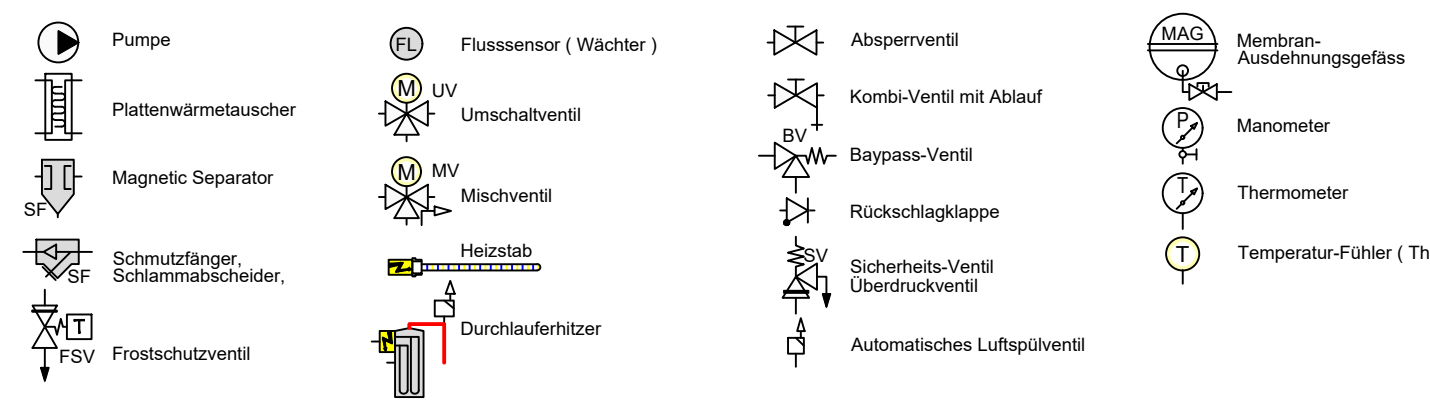 Pumpe
Plattenwärmetauscher
Magnetic Separator
SF
Schmutzfänger,
Schlammabscheider,
SF
T
FSV
Frostschutzventil
FL
Flusssensor ( Wächter )
M
UV
Umschaltventil
M
MV
Mischventil
Heizstab
Durchlauferhitzer
Absperrventil
Kombi-Ventil mit Ablauf
BV
Baypass-Ventil
Rückschlagklappe
SV
Sicherheits-Ventil
Überdruckventil
Automatisches Luftspülventil
MAG
Membran-
Ausdehnungsgefäss
P
Manometer
T
Thermometer
T
Temperatur-Fühler ( Th